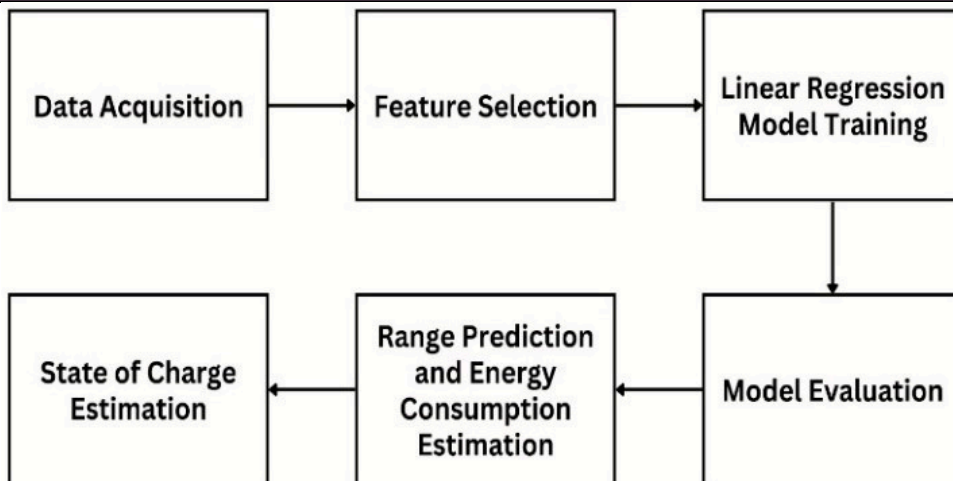 Data Acquisition
Feature Selection
Linear Regression
Model Training
Model Evaluation
Range Prediction
and Energy
Consumption
Estimation
State of Charge
Estimation